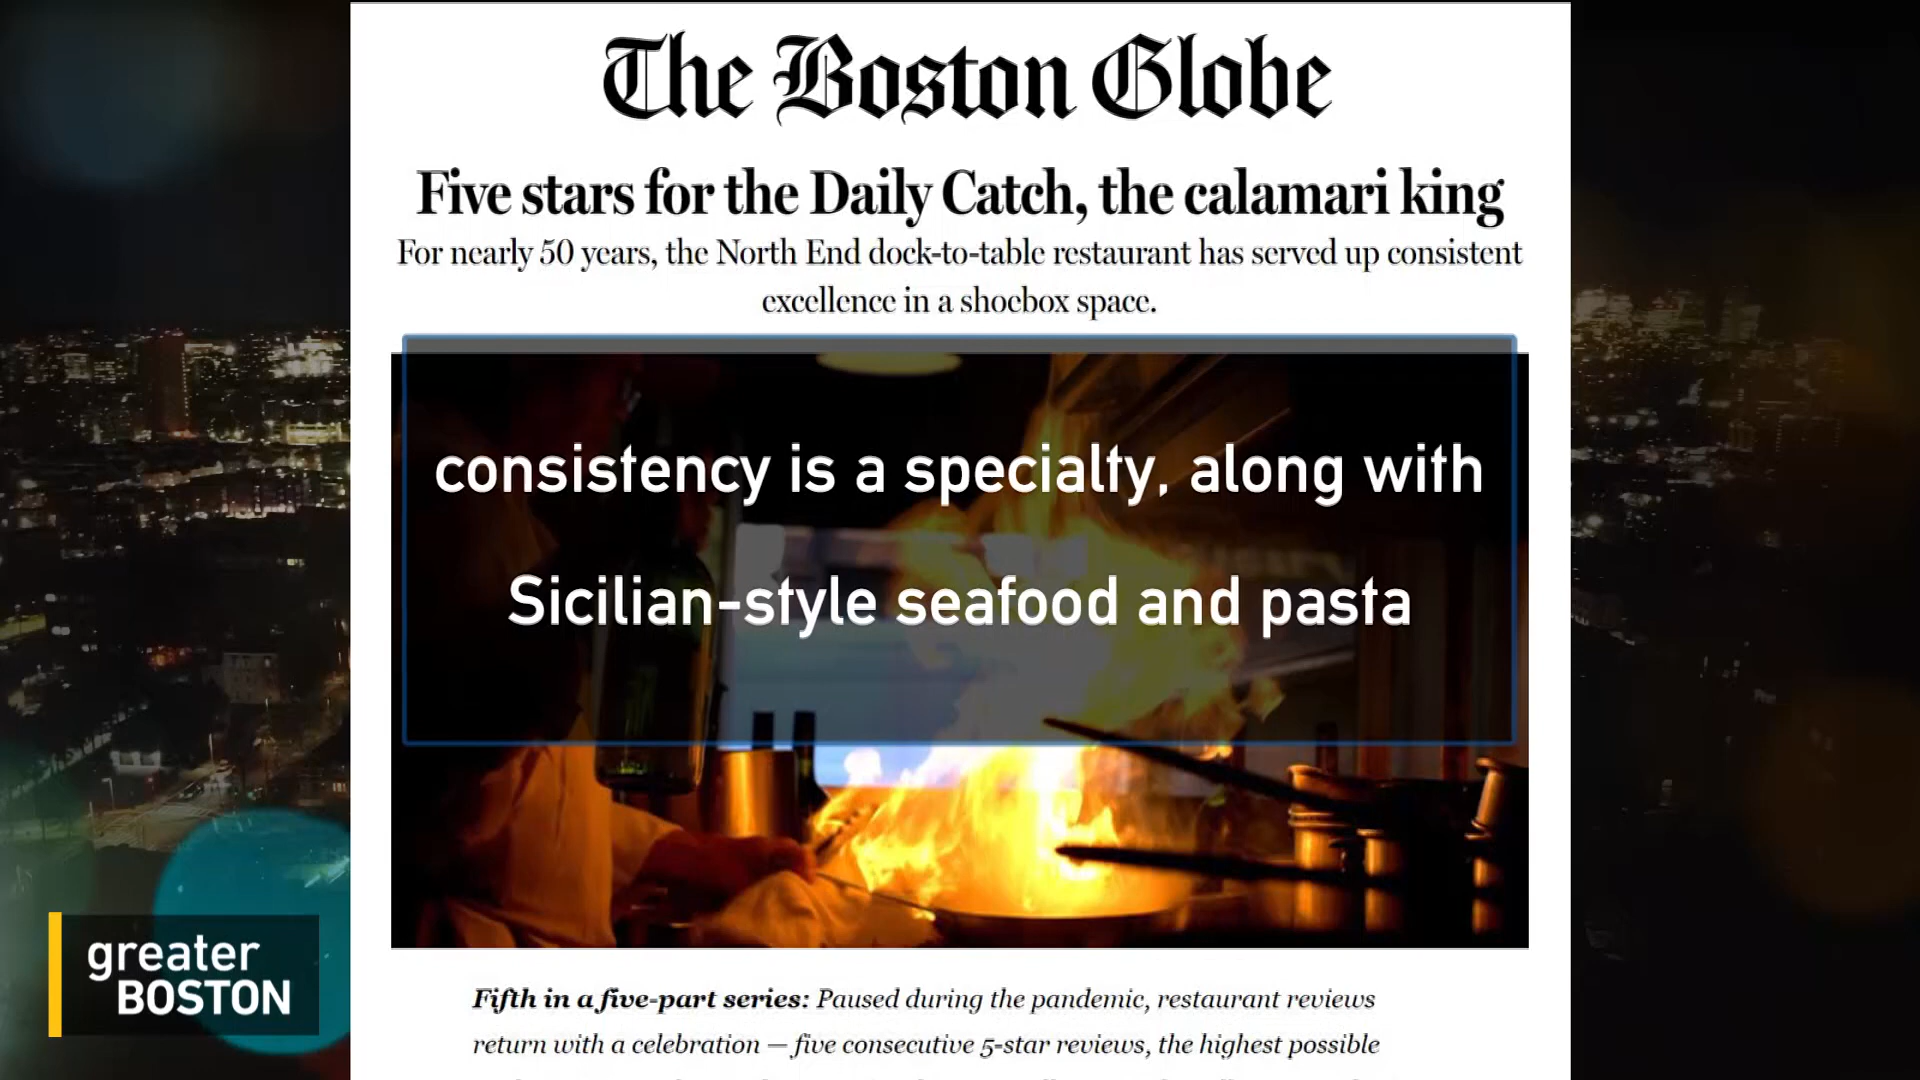 The Boston Globe
Five stars for the Daily Catch, the calamari king
For nearly 50 years, the North End dock-to-table restaurant has served up consistent
excellence in a shoebox space.
consistency is a specialty, along with
Sicilian-style seafood and pasta
Fifth in a five-part series: Paused during the pandemic, restaurant reviews
return with a celebration — five consecutive 5-star reviews, the highest possible
greater
BOSTON